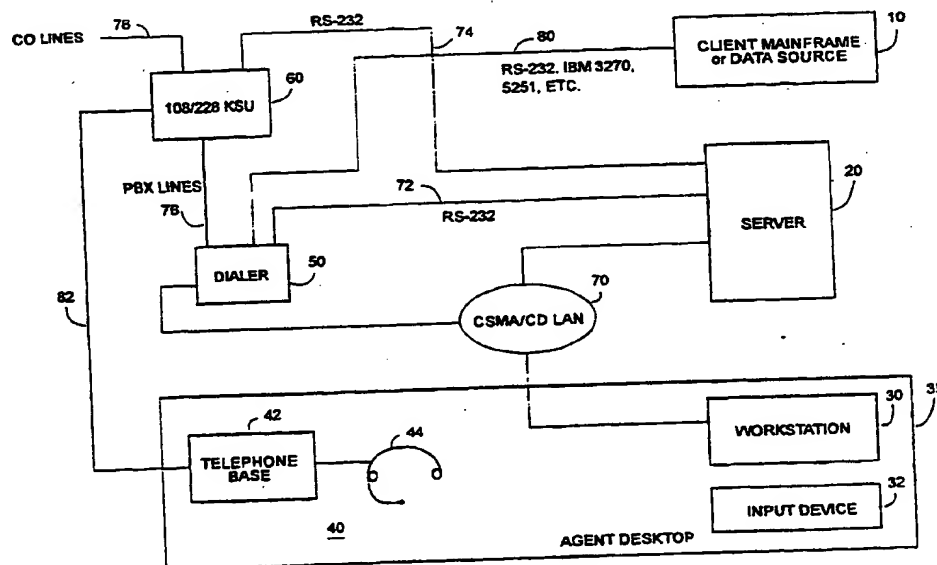 CO LINES
78
RS-232
74
80
10
CLIENT MAINFRAME
or DATA SOURCE
RS-232, IBM 3270,
5251, ETC.
108/228 KSU
60
PBX LINES
78
72
RS-232
20
SERVER
DIALER
50
82
70
CSMA/CD LAN
35
42
44
30
TELEPHONE
BASE
WORKSTATION
32
INPUT DEVICE
40
AGENT DESKTOP